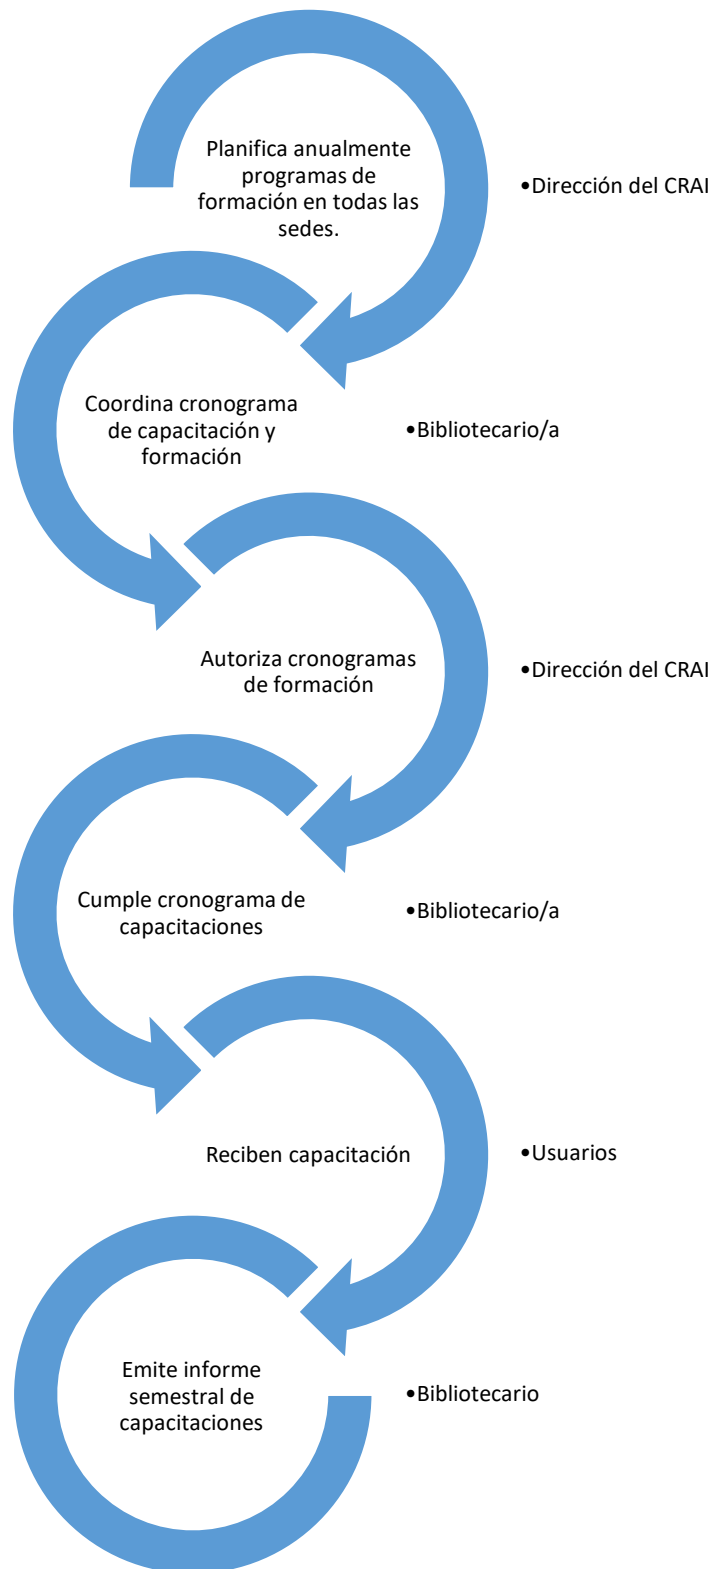 Planifica anualmente
programas de
formación en todas las
sedes.
•Dirección del CRAI
Coordina cronograma
de capacitación y
formación
•Bibliotecario/a
Autoriza cronogramas
de formación
•Dirección del CRAI
Cumple cronograma de
capacitaciones
•Bibliotecario/a
Reciben capacitación
•Usuarios
Emite informe
semestral de
capacitaciones
•Bibliotecario